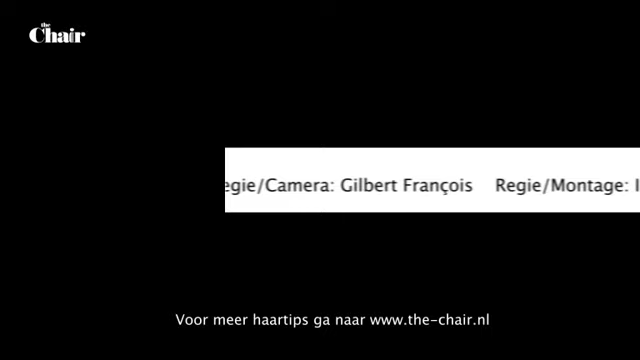 the
Chair
egie/Camera: Gilbert François Regie/Montage:
Voor meer haartips ga naar www.the-chair.nl